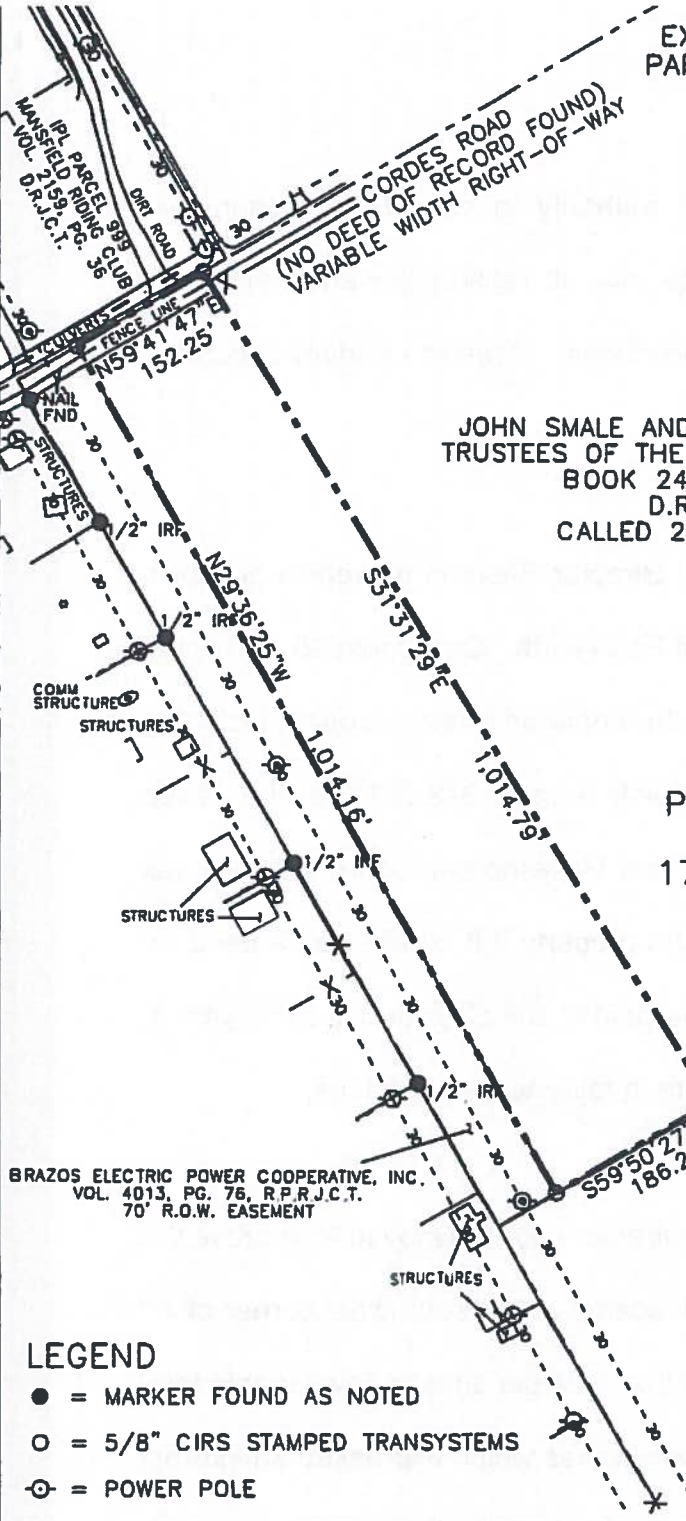 EX
PAR
IPL PARCEL 999
MANSFIELD RIDING CLUB
VOL. 2159, PG. 36
D.R.J.C.T.
DIRT ROAD
CORDES ROAD
(NO DEED OF RECORD FOUND)
VARIABLE WIDTH RIGHT-OF-WAY
CULVERTS
FENCE LINE
N59°41'47"E
152.25'
NAIL
FND
STRUCTURES
JOHN SMALE AND
TRUSTEES OF THE
BOOK 24
D.R
CALLED 2
1/2" IRF
N29°36'25"W
1,014.16'
S31°31'29"E
1,014.79'
1/2" IRF
COMM
STRUCTURE
STRUCTURES
P
17
1/2" IRF
STRUCTURES
1/2" IRF
S59°50'27
186.2
BRAZOS ELECTRIC POWER COOPERATIVE, INC.
VOL. 4013, PG. 76, R.P.R.J.C.T.
70' R.O.W. EASEMENT
STRUCTURES
LEGEND
= MARKER FOUND AS NOTED
= 5/8" CIRS STAMPED TRANSYSTEMS
= POWER POLE